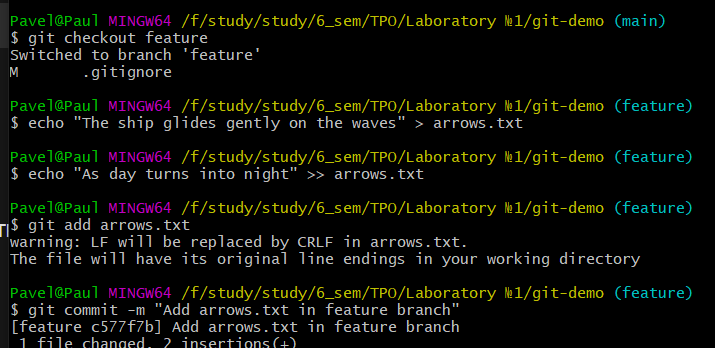 Pavel@Paul MINGW64 /f/study/study/6_sem/TPO/Laboratory №1/git-demo (main)
$ git checkout feature
Switched to branch 'feature'
M       .gitignore
Pavel@Paul MINGW64 /f/study/study/6_sem/TPO/Laboratory №1/git-demo (feature)
$ echo "The ship glides gently on the waves" > arrows.txt
Pavel@Paul MINGW64 /f/study/study/6_sem/TPO/Laboratory №1/git-demo (feature)
$ echo "As day turns into night" >> arrows.txt
Pavel@Paul MINGW64 /f/study/study/6_sem/TPO/Laboratory №1/git-demo (feature)
$ git add arrows.txt
warning: LF will be replaced by CRLF in arrows.txt.
The file will have its original line endings in your working directory
Pavel@Paul MINGW64 /f/study/study/6_sem/TPO/Laboratory №1/git-demo (feature)
$ git commit -m "Add arrows.txt in feature branch"
[feature c577f7b] Add arrows.txt in feature branch
 1 file changed, 2 insertions(+)